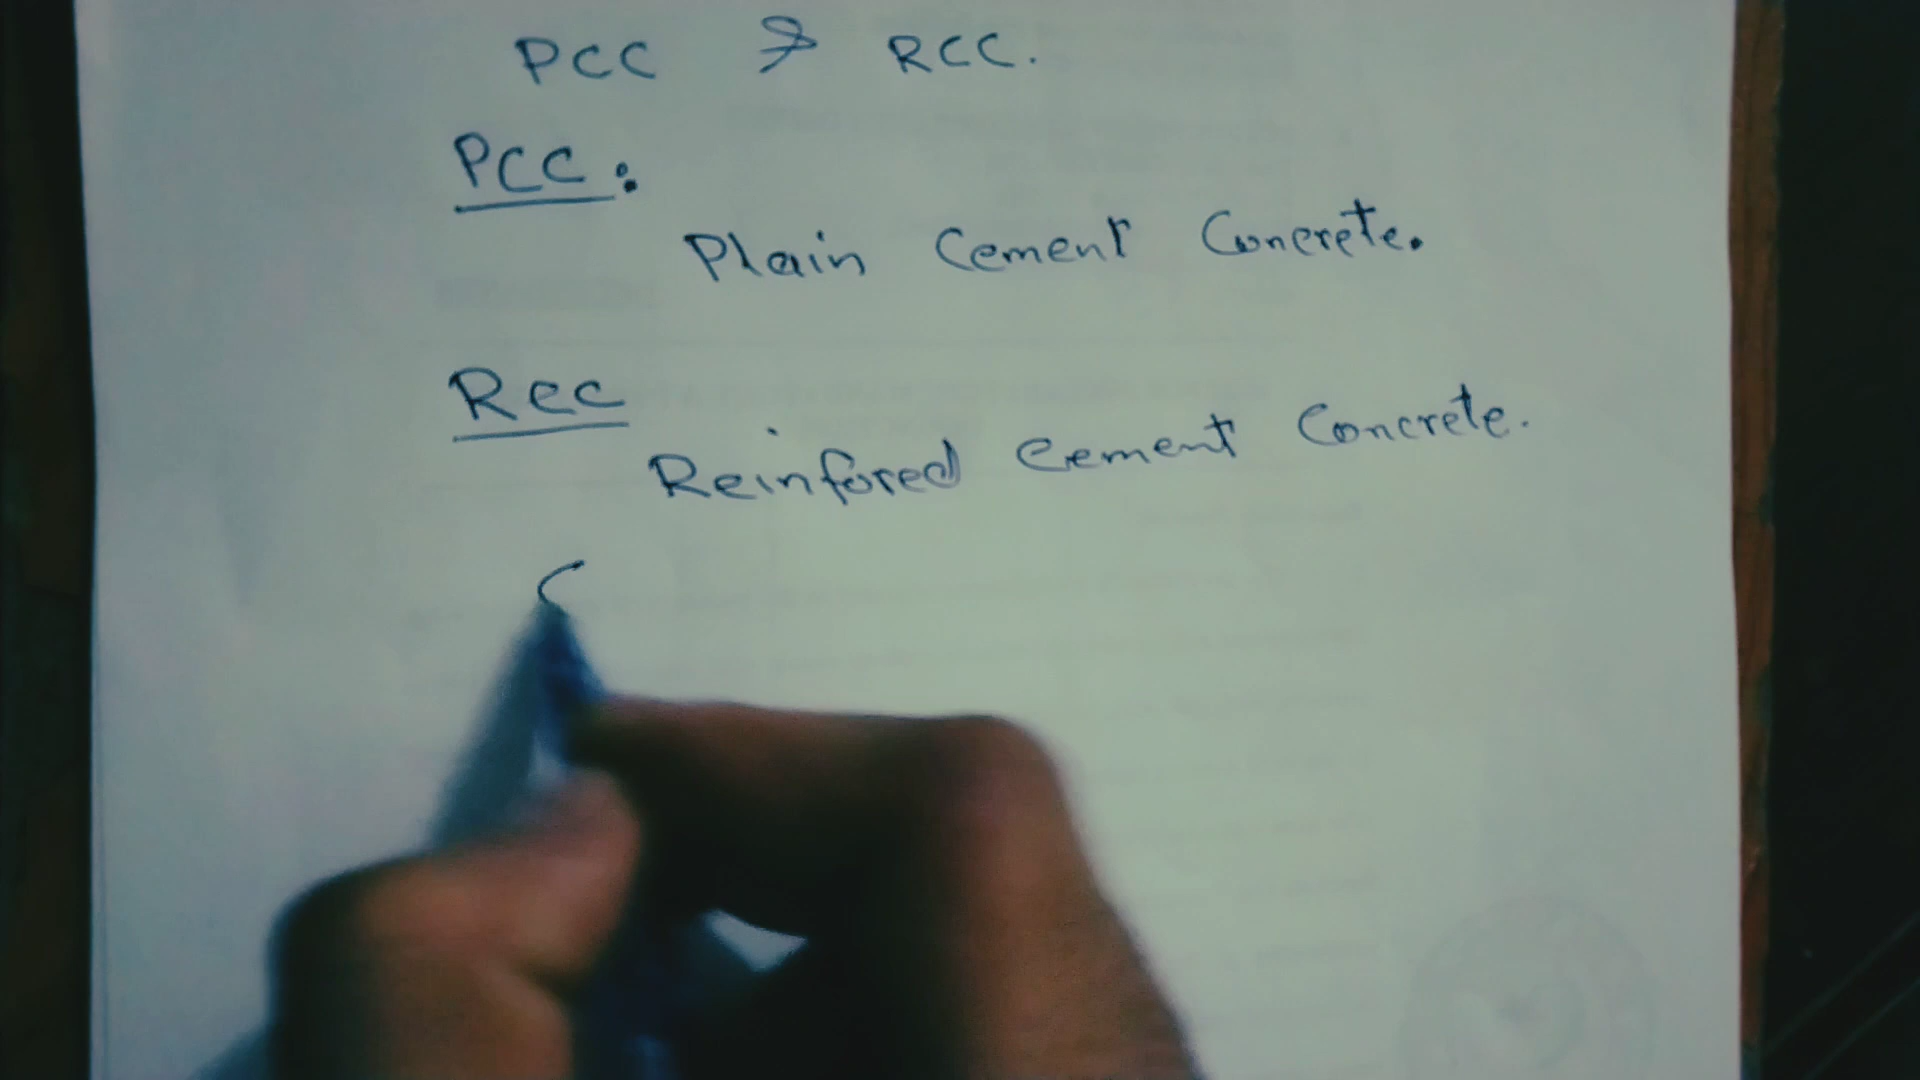 PCC & RCC.
PCC:
Plain Cement Concrete.
Rcc
Reinfored Cement Concrete.
C